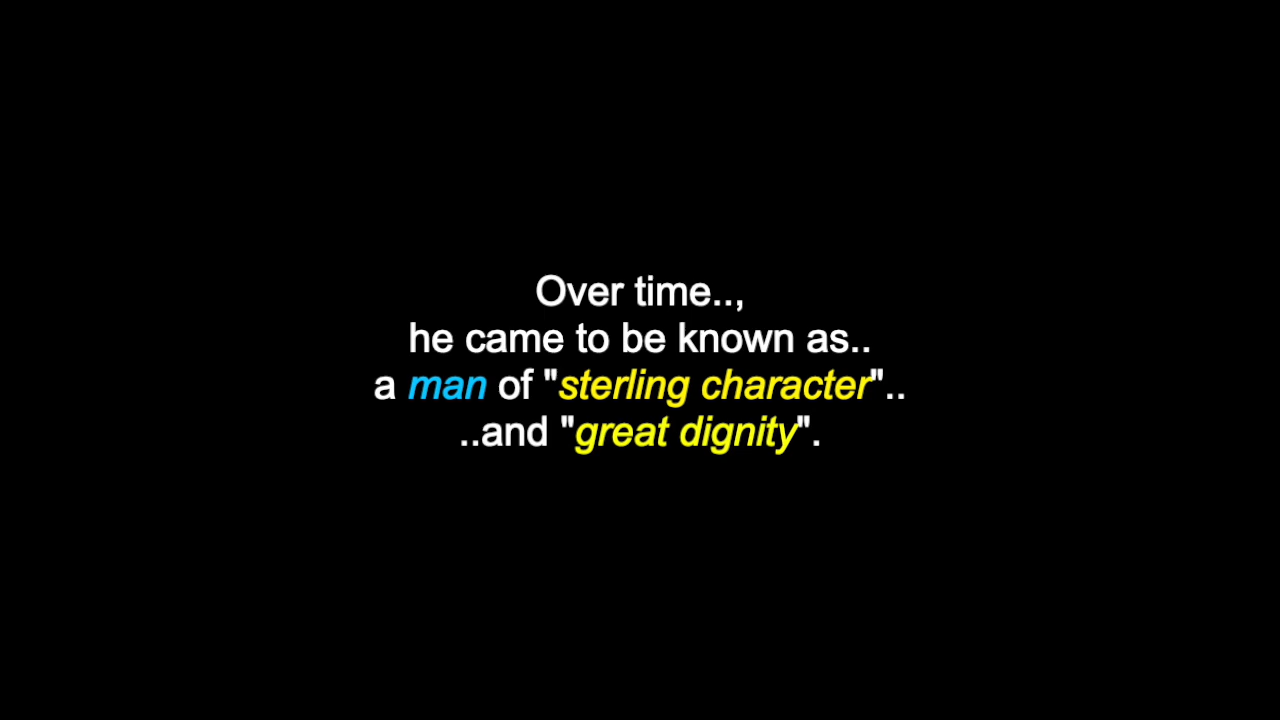 Over time..,
he came to be known as..
a man of "sterling character"..
..and "great dignity".